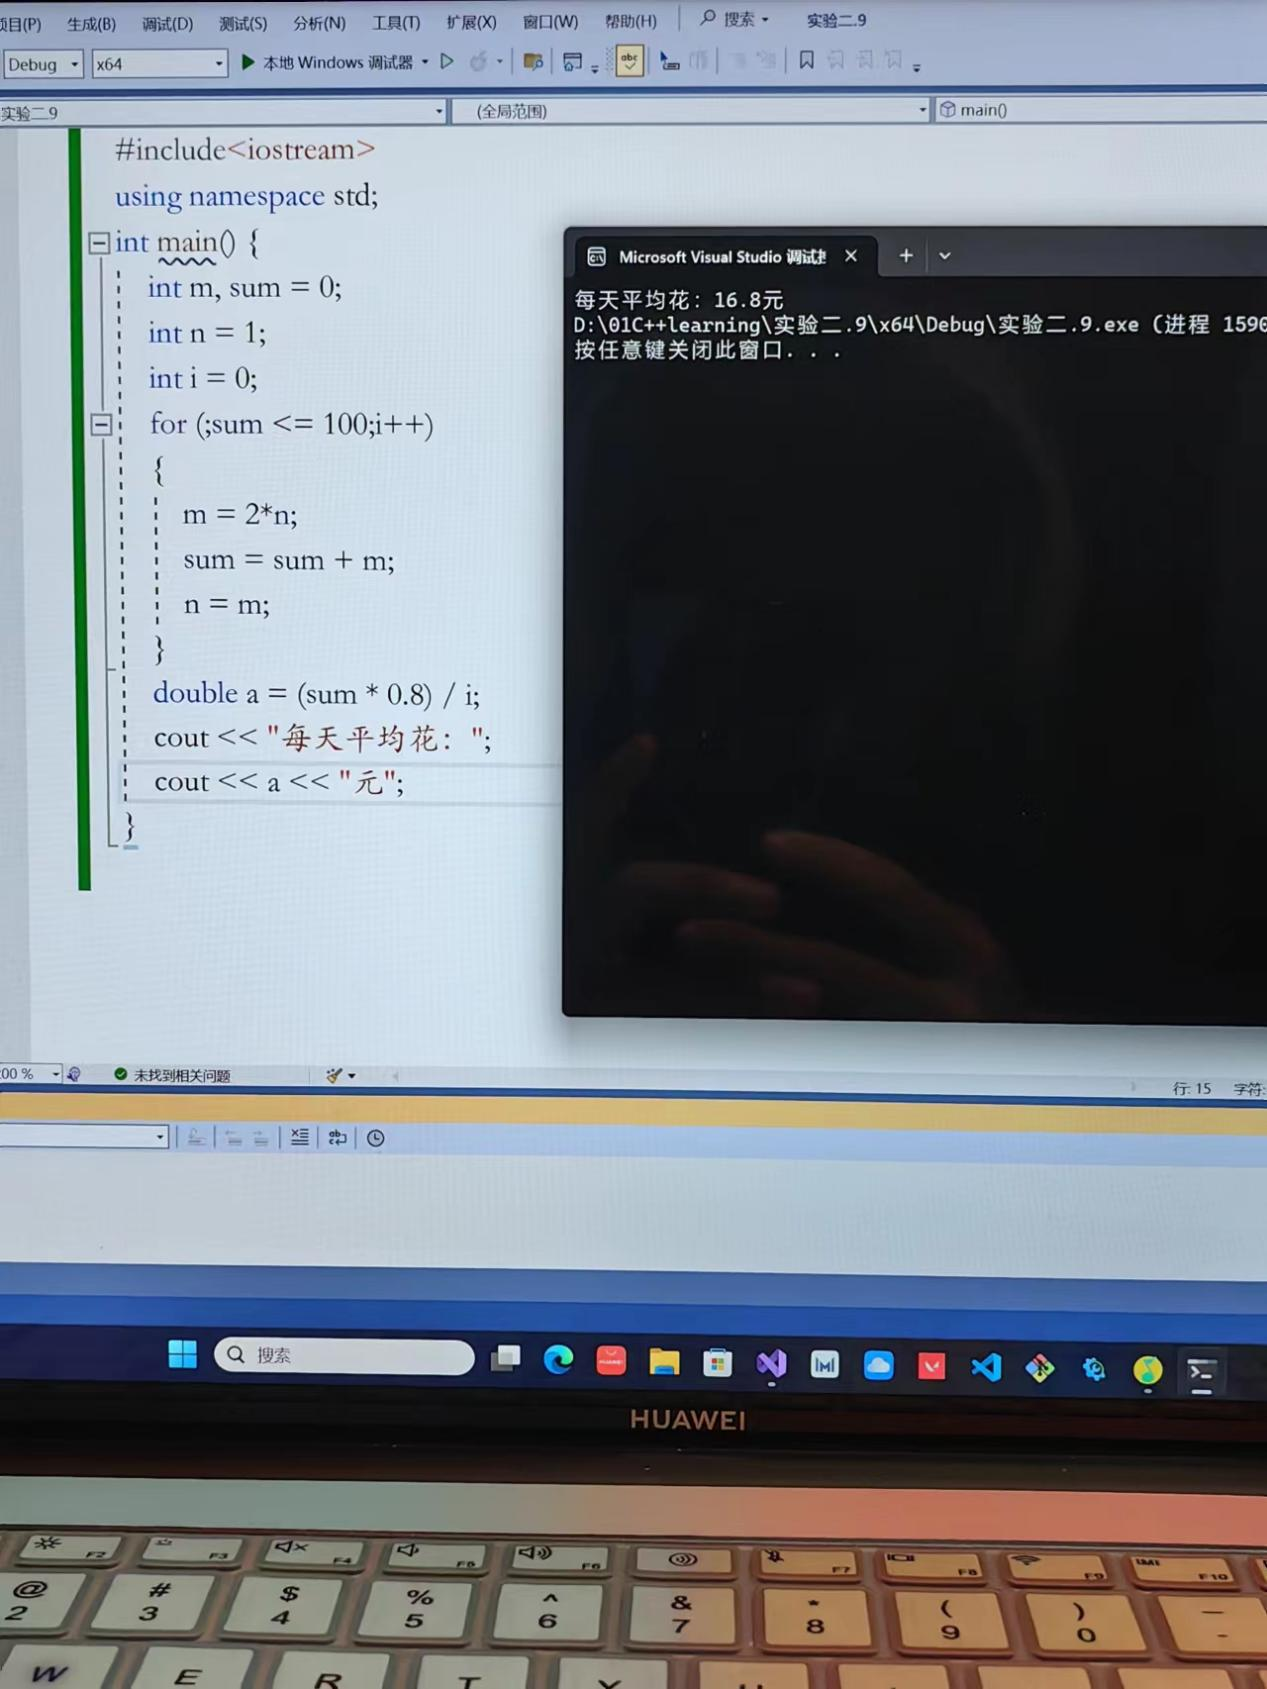 项目(P) 生成(B) 调试(D) 测试(S) 分析(N) 工具(T) 扩展(X) 窗口(W) 帮助(H) 搜索 实验二.9
Debug x64 本地 Windows 调试器
实验二.9 (全局范围) main()
#include<iostream>
using namespace std;
int main() {
int m, sum = 0;
int n = 1;
int i = 0;
for (;sum <= 100;i++)
{
m = 2*n;
sum = sum + m;
n = m;
}
double a = (sum * 0.8) / i;
cout << "每天平均花：";
cout << a << "元";
}
Microsoft Visual Studio 调试
每天平均花：16.8元
D:\01C++learning\实验二.9\x64\Debug\实验二.9.exe (进程 1590
按任意键关闭此窗口. . .
00 % 未找到相关问题 行: 15 字符:
搜索
HUAWEI
F2 F3 F4 F5 F6 F7 F8 F9 F10
@ # $ % ^ & * ( ) —
2 3 4 5 6 7 8 9 0 -
W E R T Y